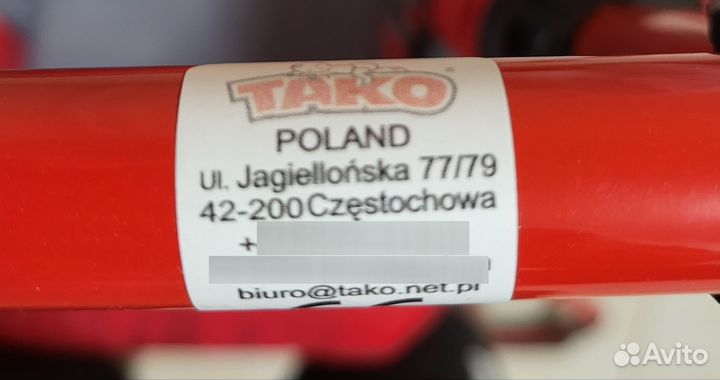 TAKO
POLAND
Ul. Jagiellońska 77/79
42-200 Częstochowa
+
biuro@tako.net.pl
Avito